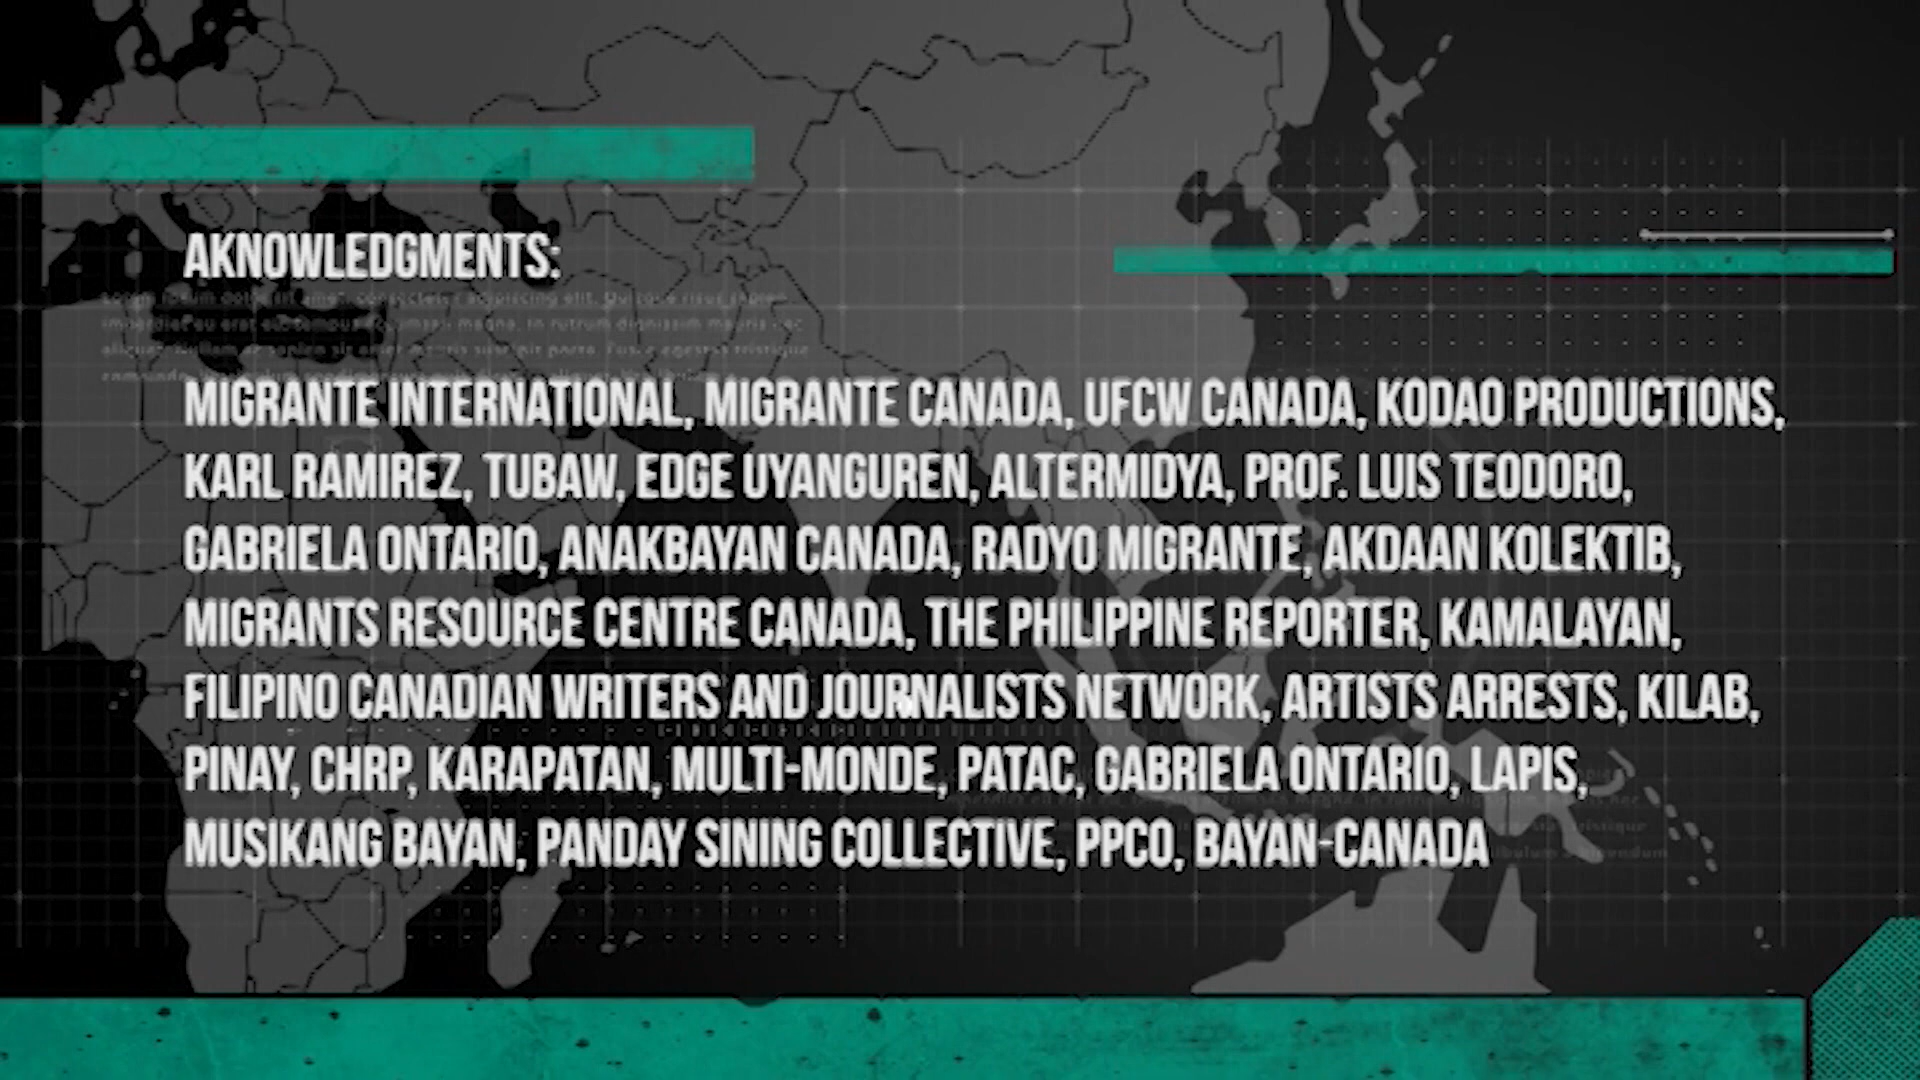 AKNOWLEDGMENTS:
MIGRANTE INTERNATIONAL, MIGRANTE CANADA, UFCW CANADA, KODAO PRODUCTIONS,
KARL RAMIREZ, TUBAW, EDGE UYANGUREN, ALTERMIDYA, PROF. LUIS TEODORO,
GABRIELA ONTARIO, ANAKBAYAN CANADA, RADYO MIGRANTE, AKDAAN KOLEKTIB,
MIGRANTS RESOURCE CENTRE CANADA, THE PHILIPPINE REPORTER, KAMALAYAN,
FILIPINO CANADIAN WRITERS AND JOURNALISTS NETWORK, ARTISTS ARRESTS, KILAB,
PINAY, CHRP, KARAPATAN, MULTI-MONDE, PATAC, GABRIELA ONTARIO, LAPIS,
MUSIKANG BAYAN, PANDAY SINING COLLECTIVE, PPCO, BAYAN-CANADA